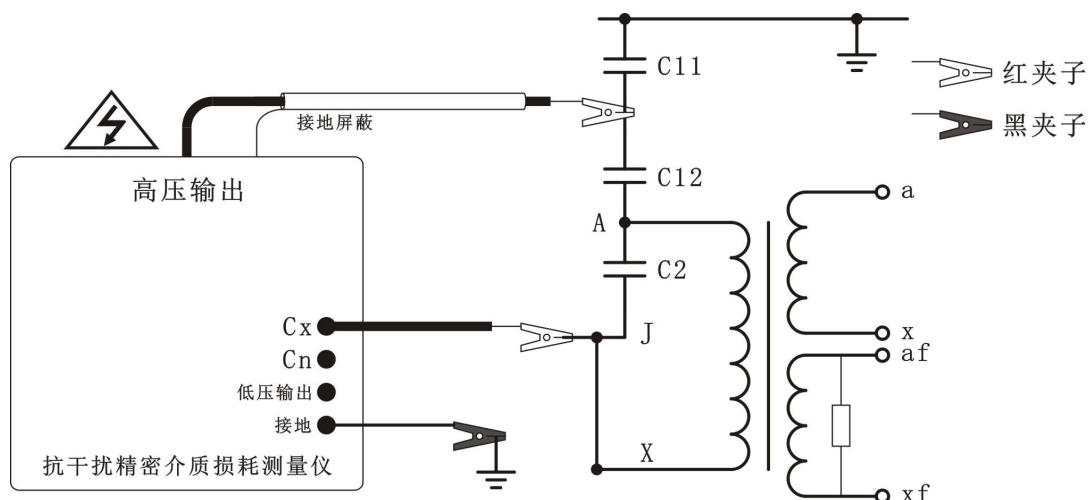 C11
红夹子
接地屏蔽
黑夹子
高压输出
C12
a
A
C2
Cx
J
x
Cn
af
低压输出
接地
X
抗干扰精密介质损耗测量仪
xf